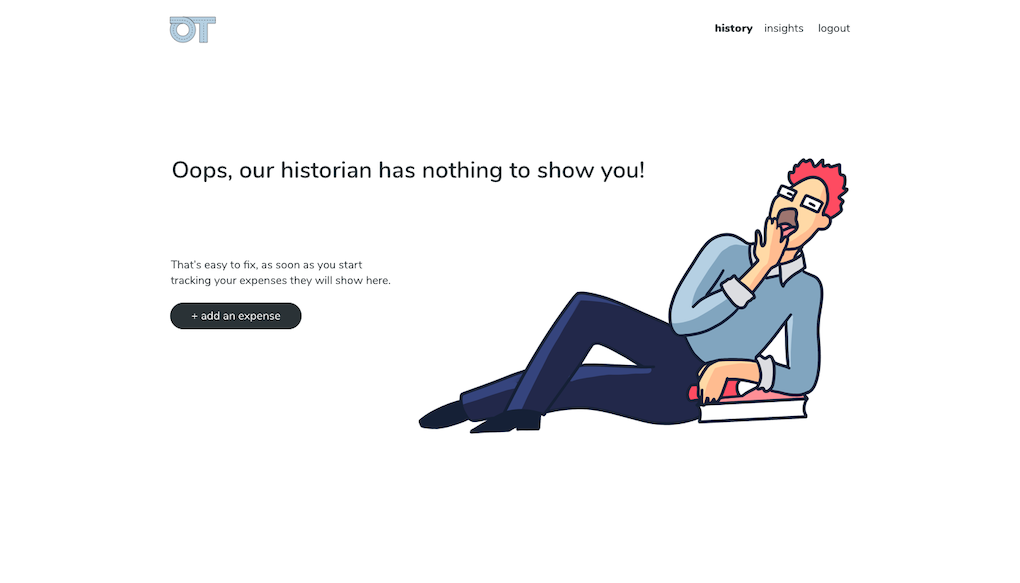 OT
history insights logout
Oops, our historian has nothing to show you!
That's easy to fix, as soon as you start
tracking your expenses they will show here.
+ add an expense